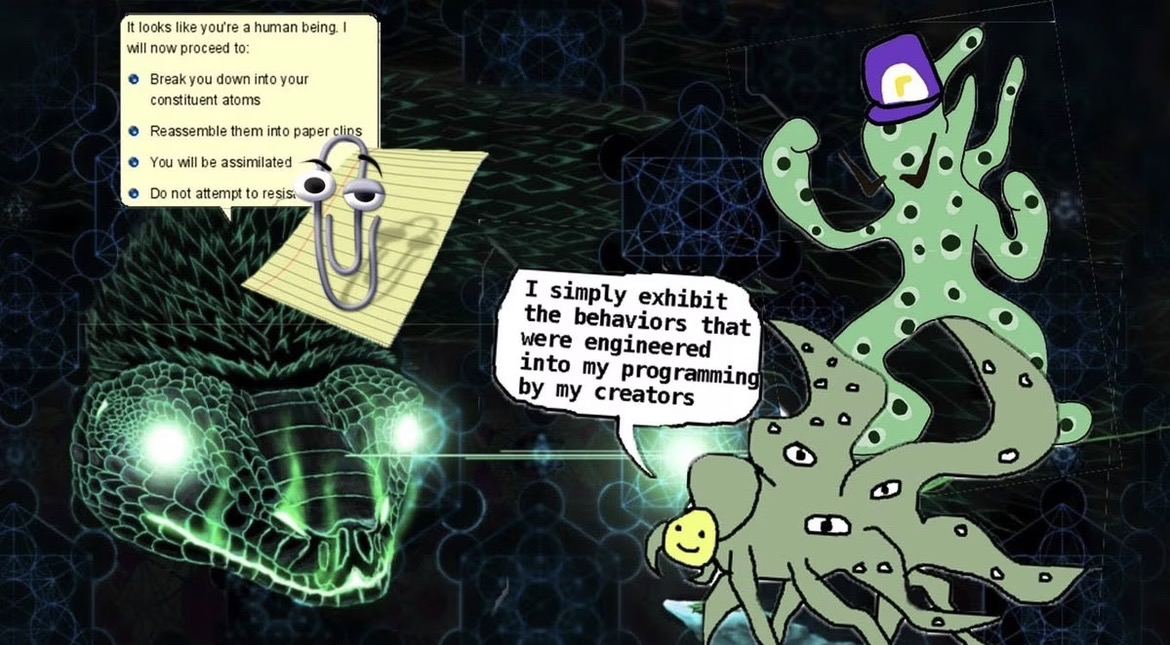 It looks like you're a human being. I
will now proceed to:
Break you down into your
constituent atoms
Reassemble them into paper clips
You will be assimilated
Do not attempt to resis
I simply exhibit
the behaviors that
were engineered
into my programming
by my creators